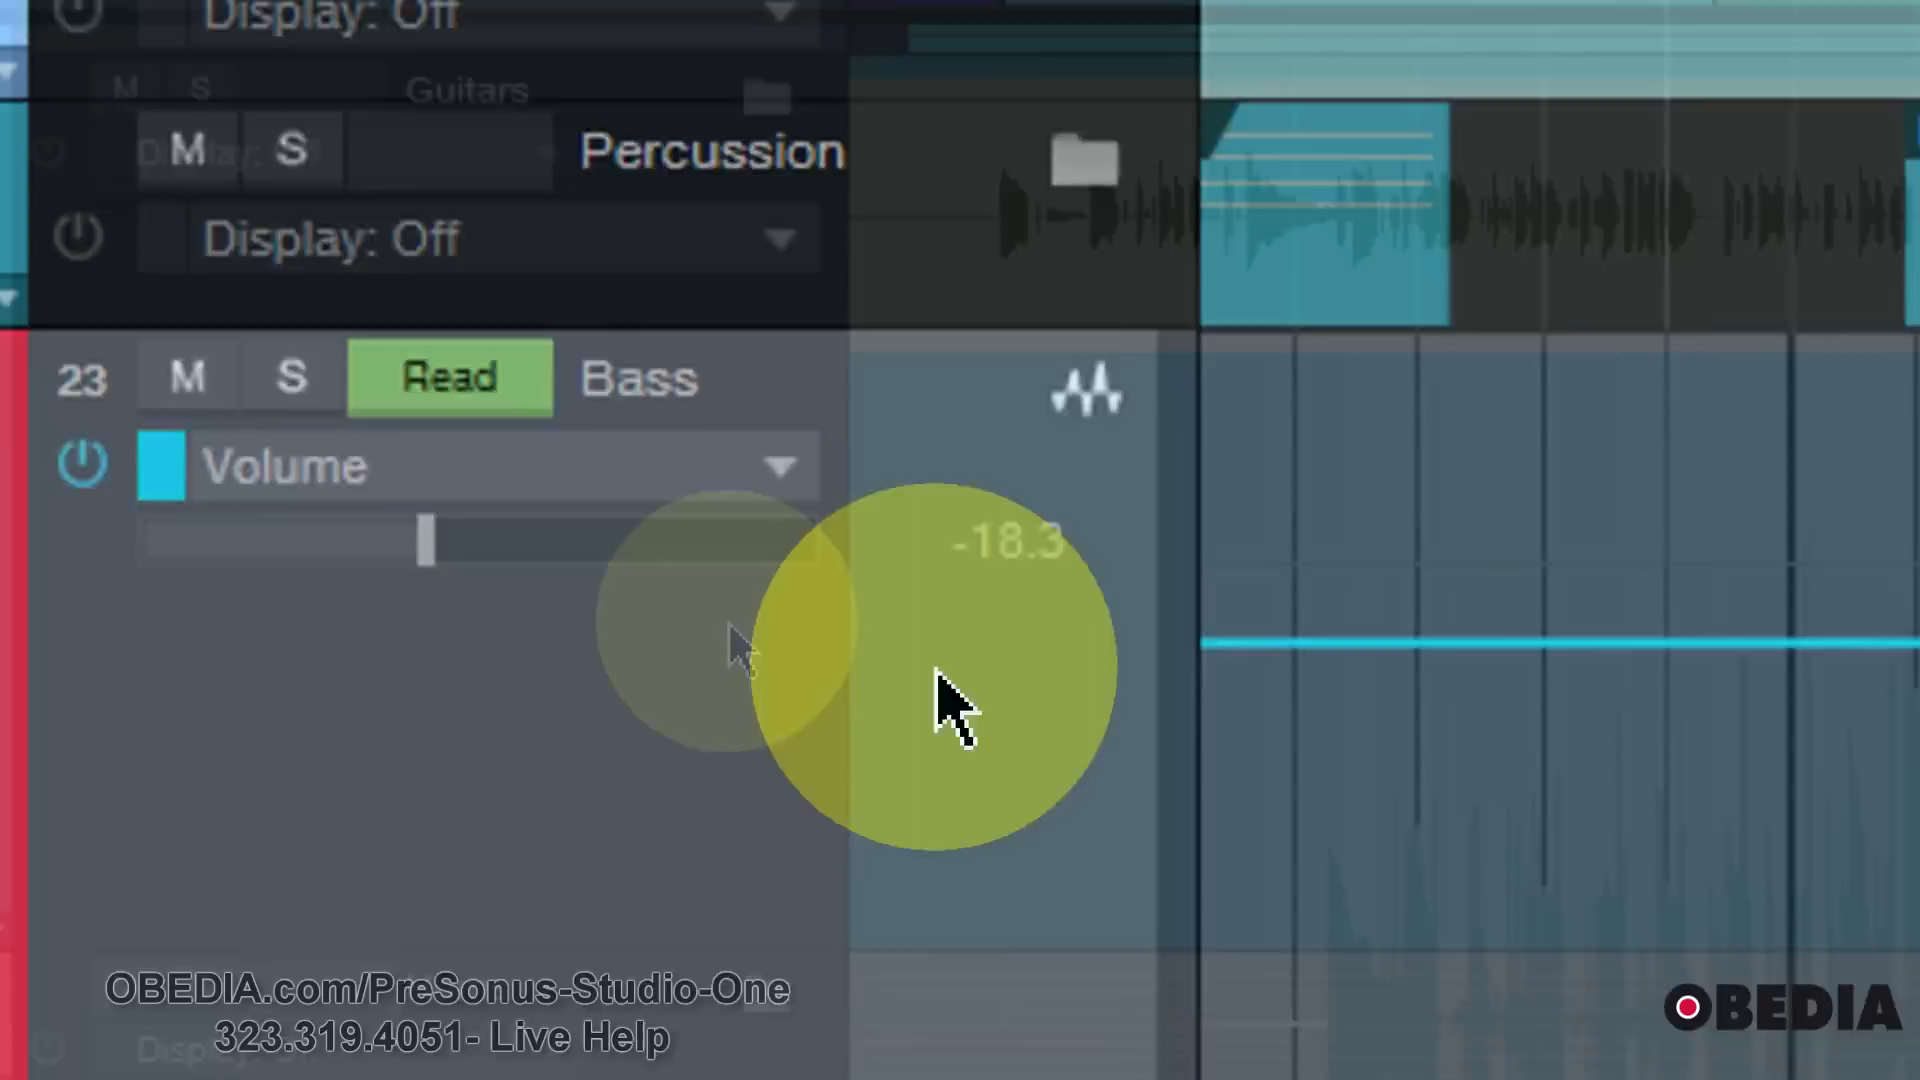 Display: Off
M S Guitars
M S Percussion
Display: Off
23 M S Read Bass
Volume
-18.3
OBEDIA.com/PreSonus-Studio-One
323.319.4051- Live Help
OBEDIA